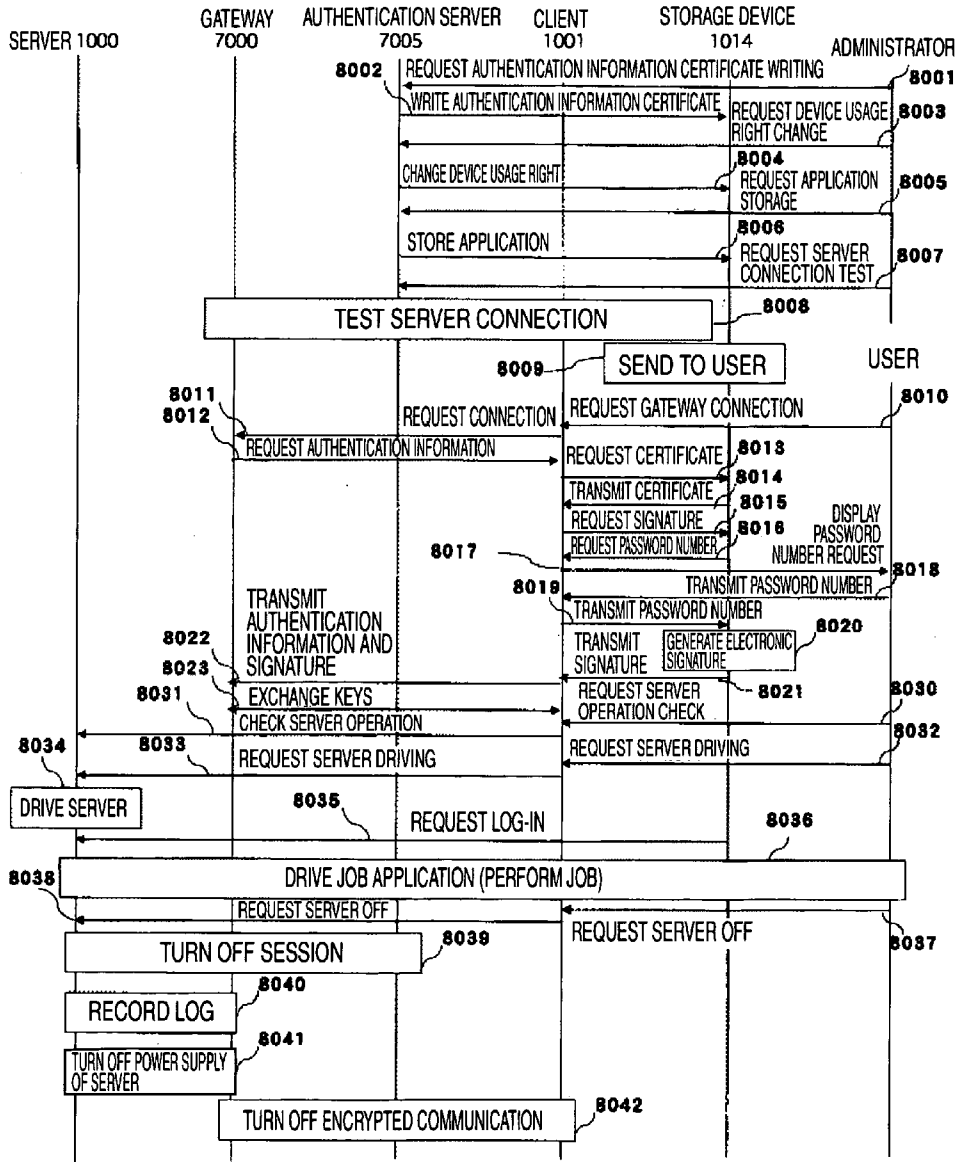 GATEWAY AUTHENTICATION SERVER CLIENT STORAGE DEVICE
SERVER 1000 7000 7005 1001 1014 ADMINISTRATOR
8002 REQUEST AUTHENTICATION INFORMATION CERTIFICATE WRITING 8001
WRITE AUTHENTICATION INFORMATION CERTIFICATE REQUEST DEVICE USAGE 8003
RIGHT CHANGE
CHANGE DEVICE USAGE RIGHT 8004
REQUEST APPLICATION 8005
STORAGE
8006
STORE APPLICATION REQUEST SERVER 8007
CONNECTION TEST
TEST SERVER CONNECTION 8008
8009 SEND TO USER USER
8011 REQUEST CONNECTION REQUEST GATEWAY CONNECTION 8010
8012
REQUEST AUTHENTICATION INFORMATION REQUEST CERTIFICATE 8013
TRANSMIT CERTIFICATE 8014
REQUEST SIGNATURE 8015 DISPLAY
REQUEST PASSWORD NUMBER 8016 PASSWORD
8017 NUMBER REQUEST 8018
8019 TRANSMIT PASSWORD NUMBER
TRANSMIT PASSWORD NUMBER
TRANSMIT
AUTHENTICATION
INFORMATION AND
SIGNATURE
8022
TRANSMIT
SIGNATURE
GENERATE ELECTRONIC
SIGNATURE
8020
8021
8023 EXCHANGE KEYS REQUEST SERVER
OPERATION CHECK 8030
8031 CHECK SERVER OPERATION
8032
8034 8033 REQUEST SERVER DRIVING REQUEST SERVER DRIVING
DRIVE SERVER 8035 REQUEST LOG-IN 8036
DRIVE JOB APPLICATION (PERFORM JOB)
8038 REQUEST SERVER OFF REQUEST SERVER OFF 8037
TURN OFF SESSION 8039
RECORD LOG 8040
TURN OFF POWER SUPPLY
OF SERVER 8041
TURN OFF ENCRYPTED COMMUNICATION 8042